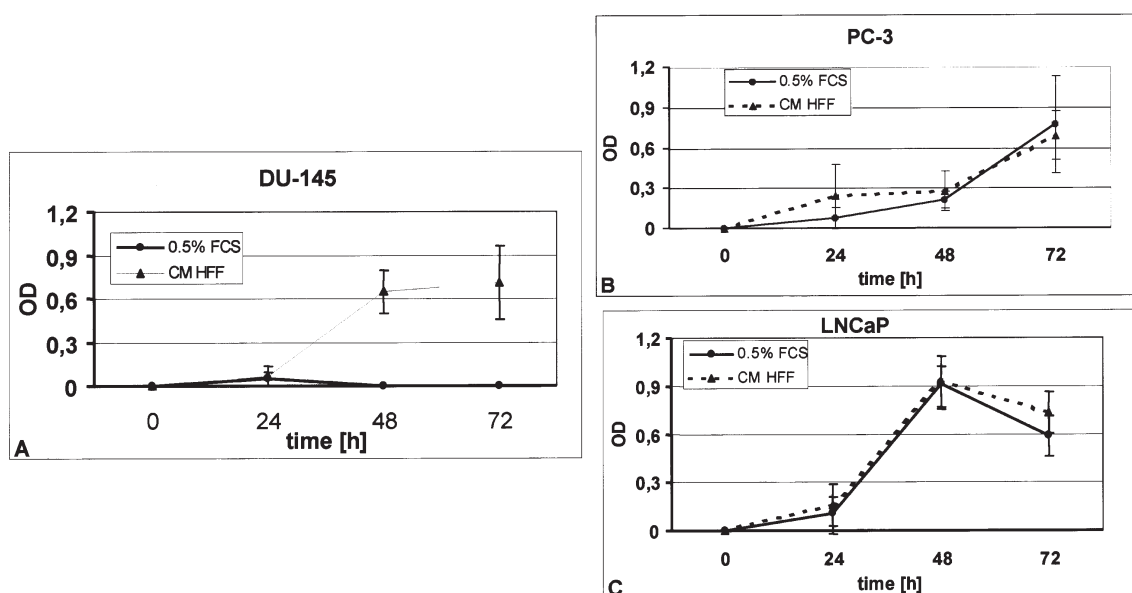 DU-145
1,2
0,9
0,6
0,3
0
OD
0.5% FCS
CM HFF
0 24 48 72
time [h]
A
PC-3
1,2
0,9
0,6
0,3
0
OD
0.5% FCS
CM HFF
0 24 48 72
time [h]
B
LNCaP
1,2
0,9
0,6
0,3
0
OD
0.5% FCS
CM HFF
0 24 48 72
time [h]
C